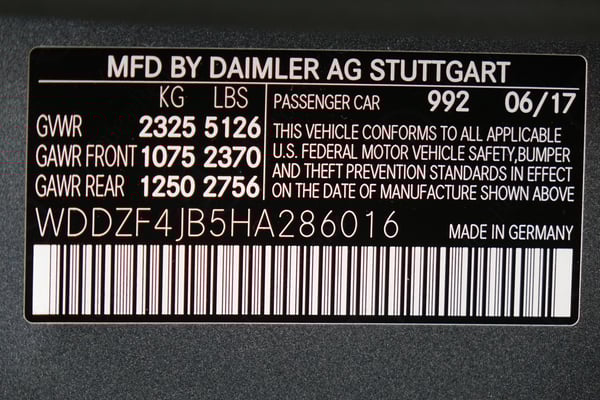 MFD BY DAIMLER AG STUTTGART
KG LBS
GVWR 2325 5126
GAWR FRONT 1075 2370
GAWR REAR 1250 2756
PASSENGER CAR 992 06/17
THIS VEHICLE CONFORMS TO ALL APPLICABLE
U.S. FEDERAL MOTOR VEHICLE SAFETY,BUMPER
AND THEFT PREVENTION STANDARDS IN EFFECT
ON THE DATE OF MANUFACTURE SHOWN ABOVE
WDDZF4JB5HA286016
MADE IN GERMANY